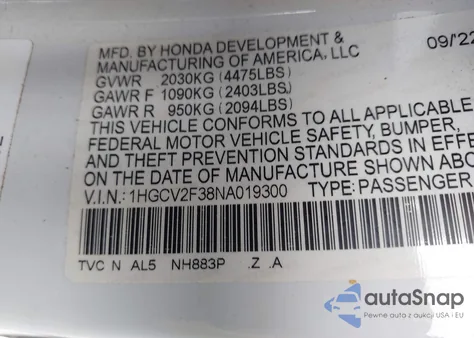 MFD. BY HONDA DEVELOPMENT & 09/22
MANUFACTURING OF AMERICA, LLC
GVWR 2030KG (4475LBS)
GAWR F 1090KG (2403LBS)
GAWR R 950KG (2094LBS)
THIS VEHICLE CONFORMS TO ALL APPLICABLE
FEDERAL MOTOR VEHICLE SAFETY, BUMPER,
AND THEFT PREVENTION STANDARDS IN EFFE
ON THE DATE OF MANUFACTURE SHOWN ABO
V.I.N.: 1HGCV2F38NA019300 TYPE: PASSENGER
TVC N AL5 NH883P .Z .A
autoSnap
Pewne auta z aukcji USA i EU